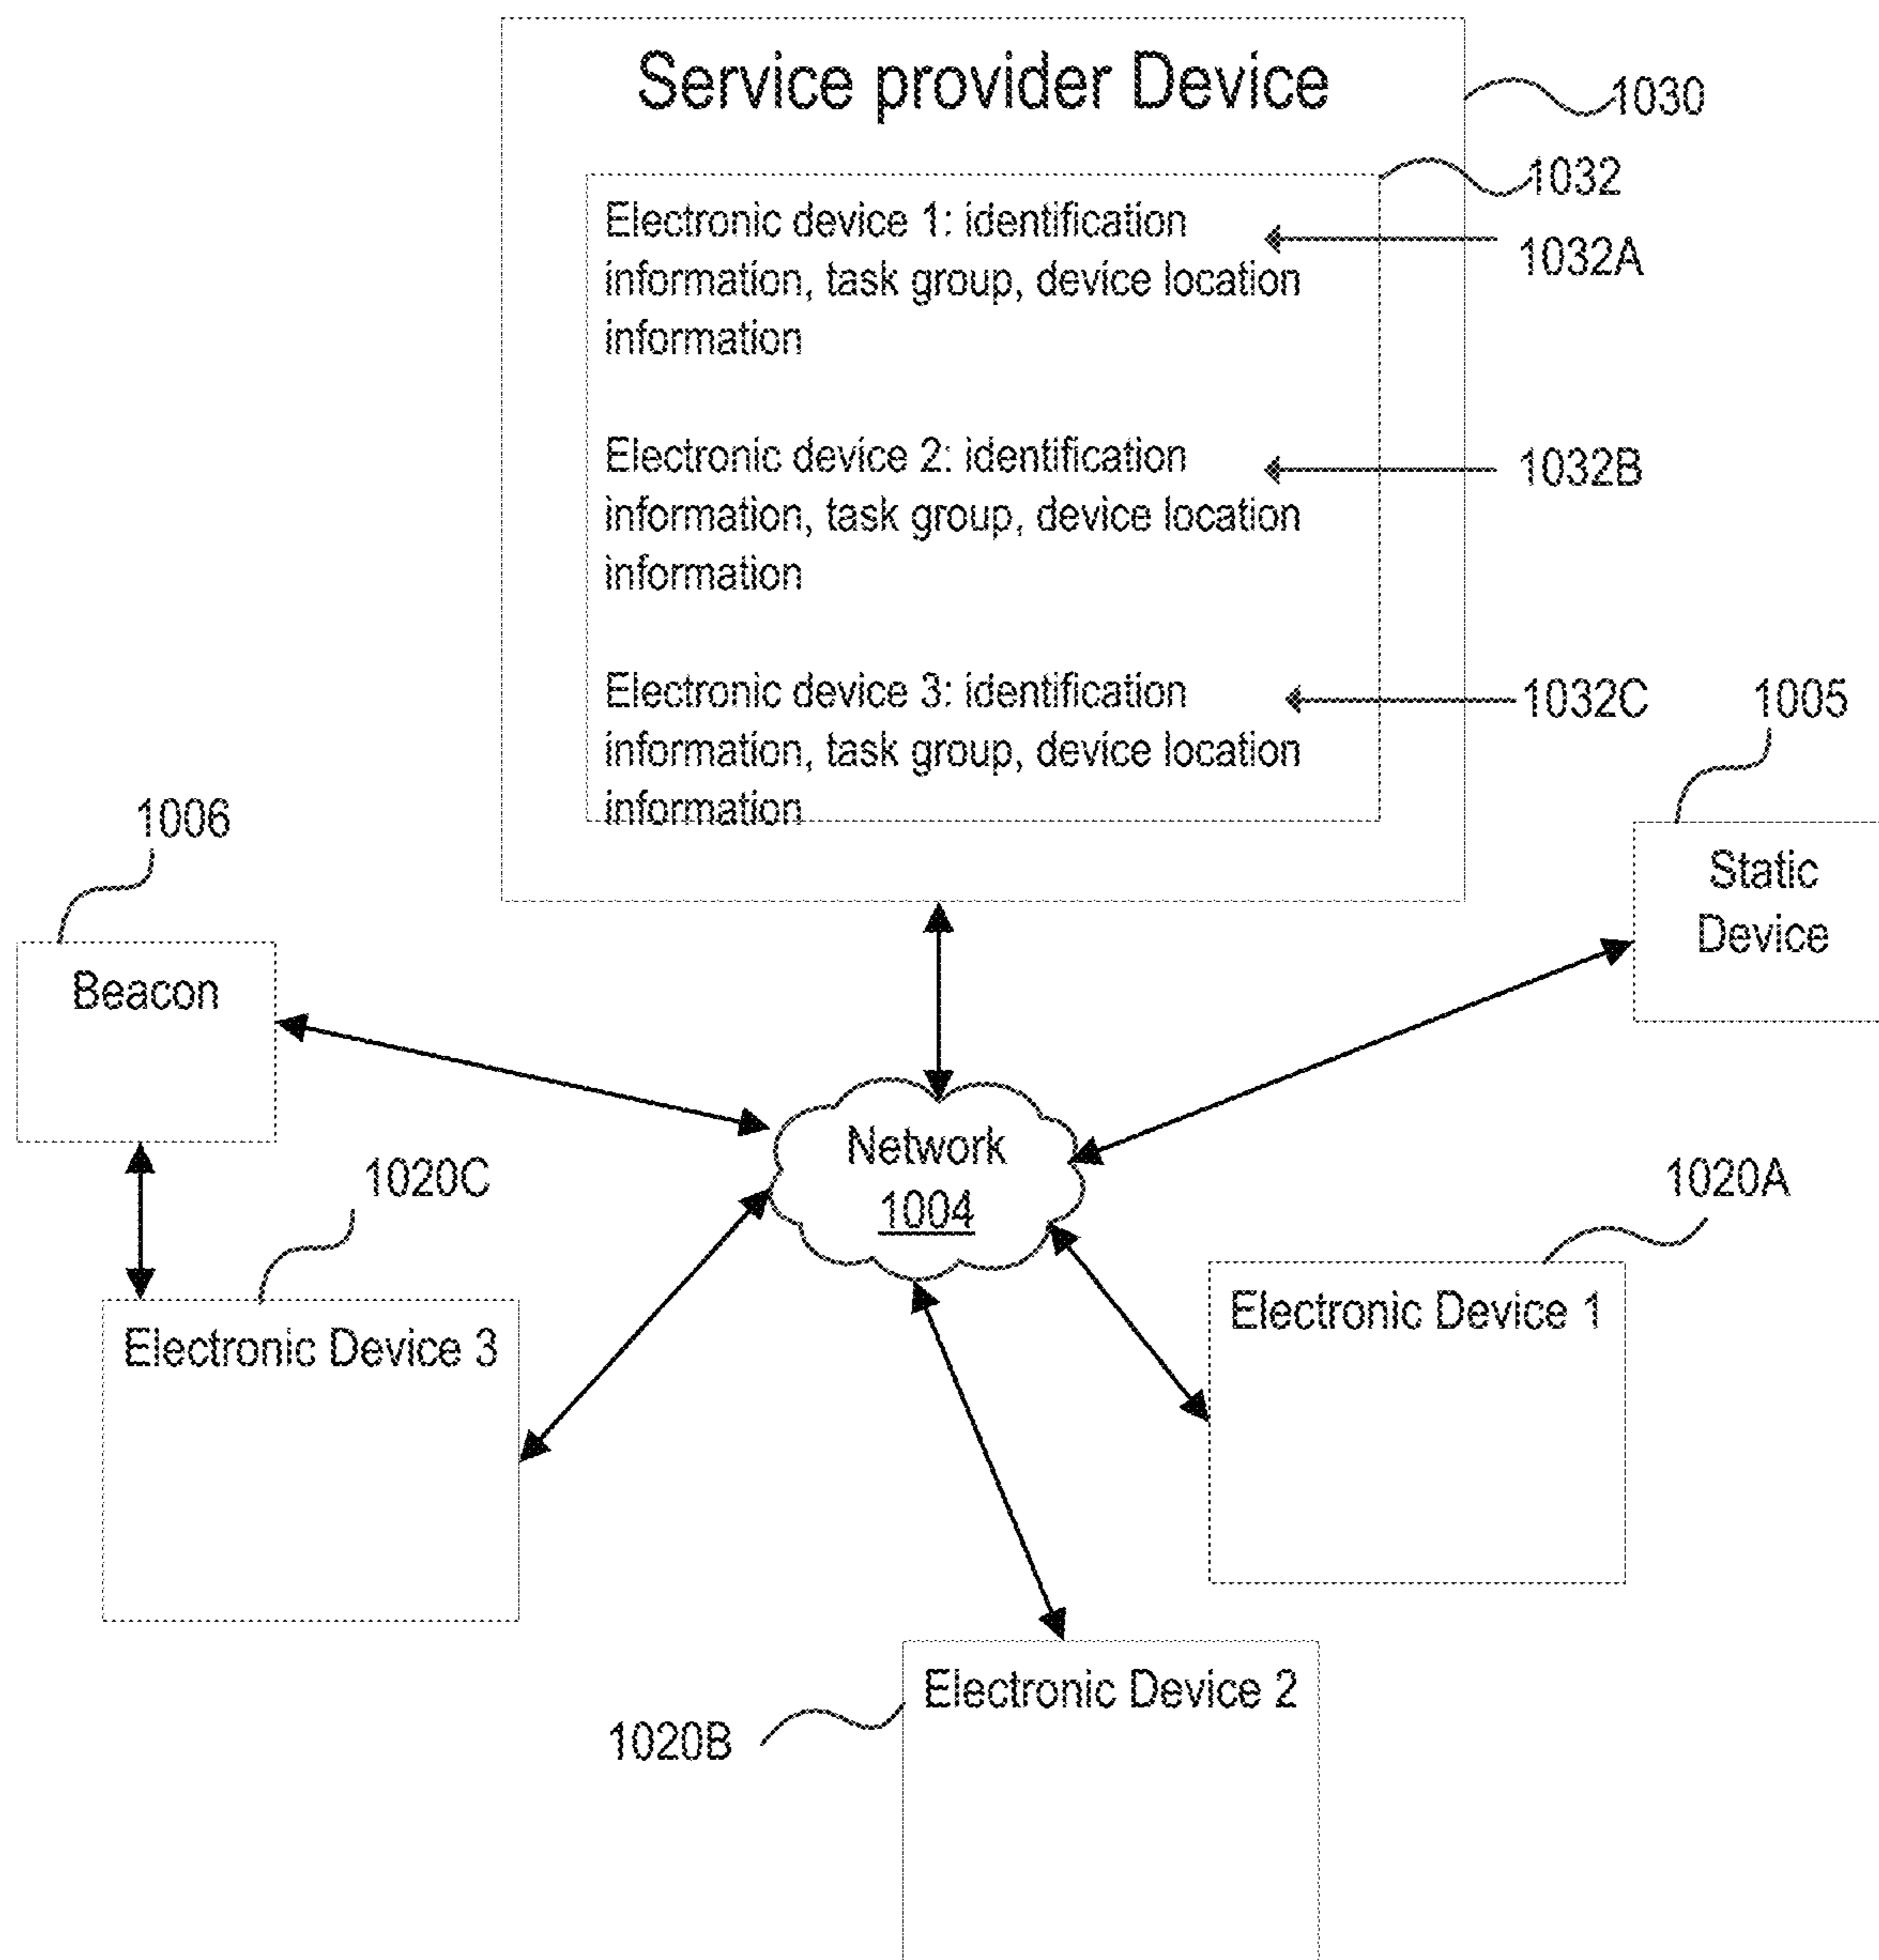 Service provider Device
1030
1032
Electronic device 1: identification
information, task group, device location
information
1032A
Electronic device 2: identification
information, task group, device location
information
1032B
Electronic device 3: identification
information, task group, device location
information
1032C
1005
Static
Device
1006
Beacon
Network
1004
1020C
Electronic Device 3
1020A
Electronic Device 1
Electronic Device 2
1020B